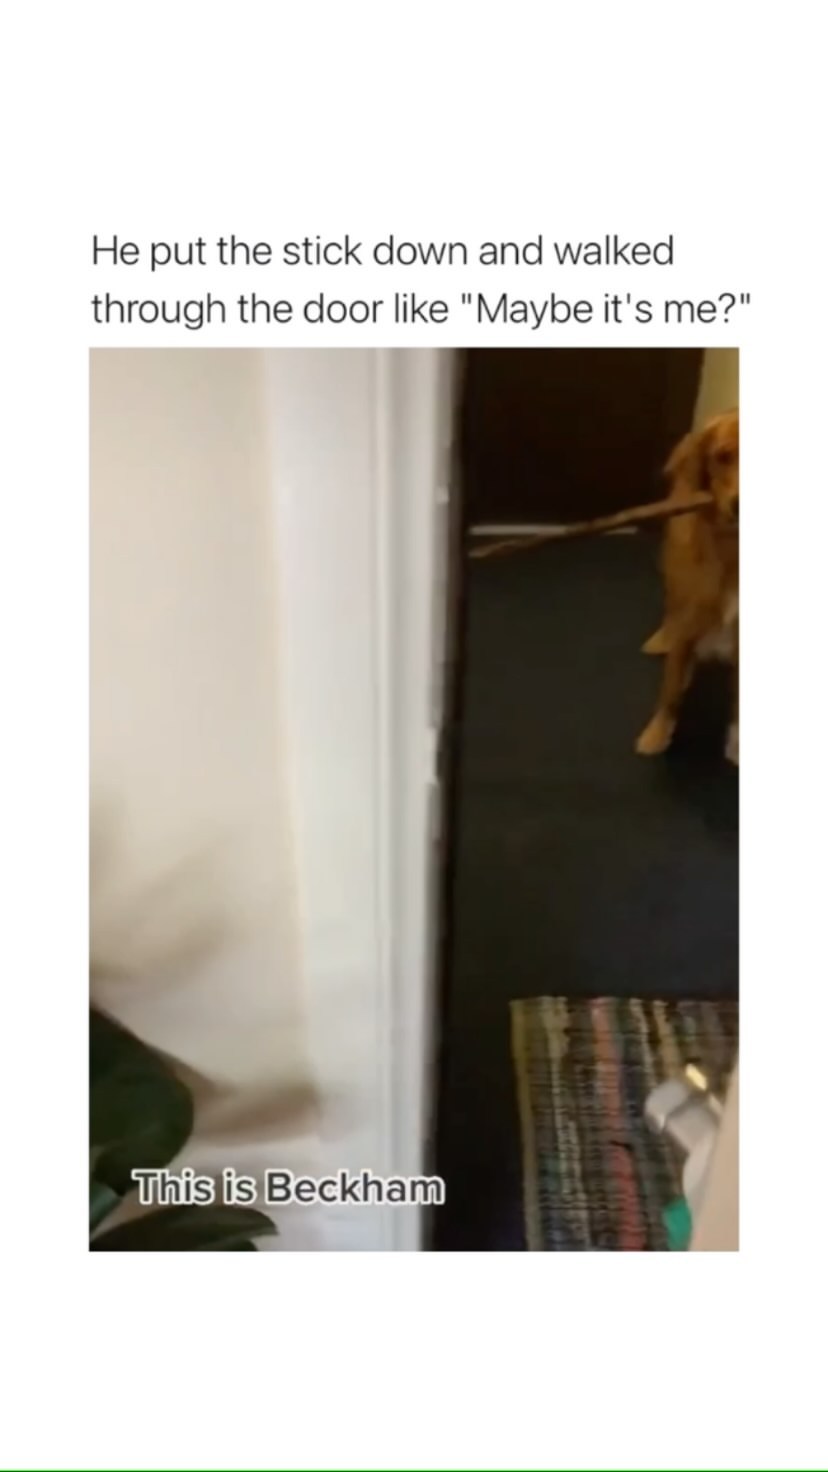 He put the stick down and walked
through the door like "Maybe it's me?"
This is Beckham